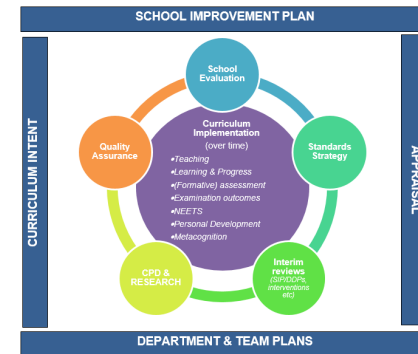 SCHOOL IMPROVEMENT PLAN
CURRICULUM INTENT
School
Evaluation
Quality
Assurance
Curriculum
Implementation
(over time)
•Teaching
•Learning & Progress
•(Formative) assessment
•Examination outcomes
•NEETS
•Personal Development
•Metacognition
Standards
Strategy
APPRAISAL
CPD &
RESEARCH
Interim
reviews
(SIP/DDPs,
interventions
etc)
DEPARTMENT & TEAM PLANS